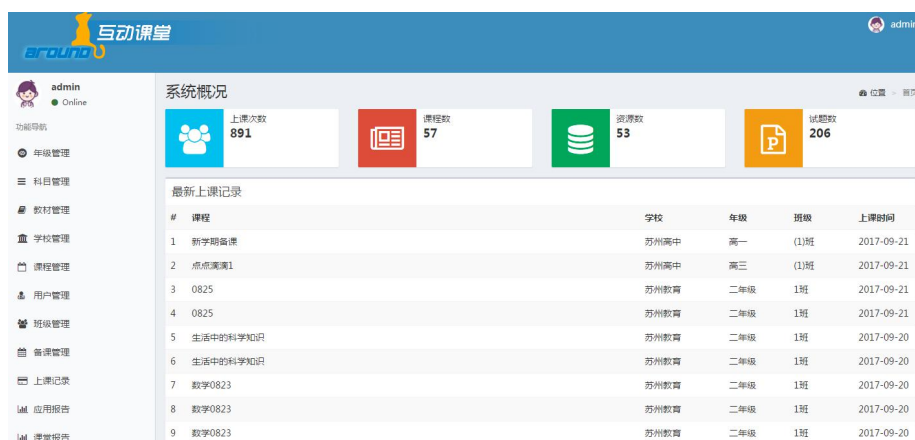 互动课堂
around
admin
admin
Online
功能导航
年级管理
科目管理
教材管理
学校管理
课程管理
用户管理
班级管理
备课管理
上课记录
应用报告
课堂报告
系统概况
位置 > 首页
上课次数
891
课程数
57
资源数
53
试题数
206
最新上课记录
# 课程 学校 年级 班级 上课时间
1 新学期备课 苏州高中 高一 (1)班 2017-09-21
2 点点滴滴1 苏州高中 高三 (1)班 2017-09-21
3 0825 苏州教育 二年级 1班 2017-09-21
4 0825 苏州教育 二年级 1班 2017-09-21
5 生活中的科学知识 苏州教育 二年级 1班 2017-09-20
6 生活中的科学知识 苏州教育 二年级 1班 2017-09-20
7 数学0823 苏州教育 二年级 1班 2017-09-20
8 数学0823 苏州教育 二年级 1班 2017-09-20
9 数学0823 苏州教育 二年级 1班 2017-09-20